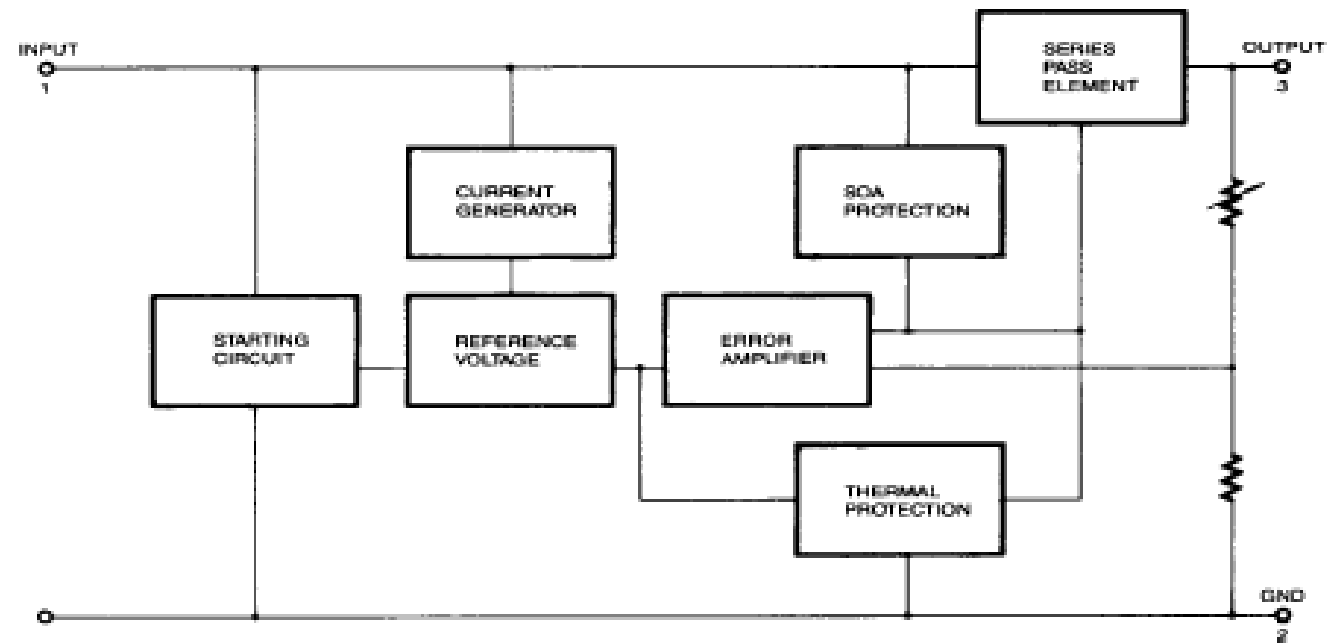 INPUT
1
SERIES
PASS
ELEMENT
OUTPUT
3
CURRENT
GENERATOR
SOA
PROTECTION
STARTING
CIRCUIT
REFERENCE
VOLTAGE
ERROR
AMPLIFIER
THERMAL
PROTECTION
GND
2